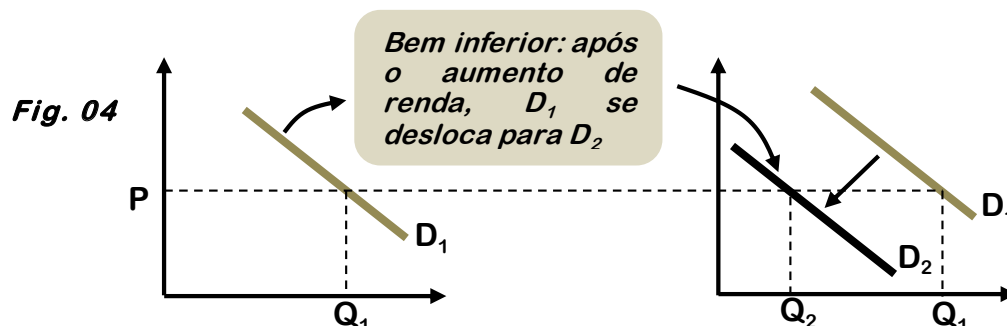 Bem inferior: após
o aumento de
renda, D₁ se
desloca para D₂
Fig. 04
P
D₁
Q₁
D₂
Q₂
Q₁